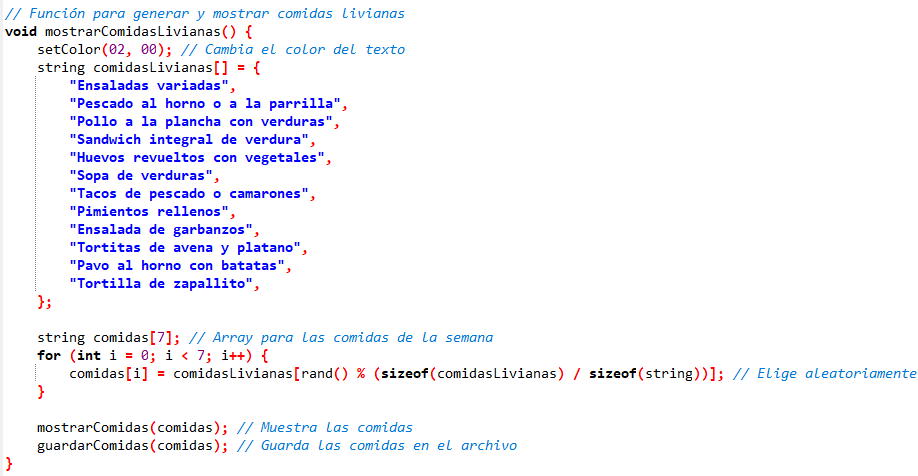 // Función para generar y mostrar comidas livianas
void mostrarComidasLivianas() {
    setColor(02, 00); // Cambia el color del texto
    string comidasLivianas[] = {
        "Ensaladas variadas",
        "Pescado al horno o a la parrilla",
        "Pollo a la plancha con verduras",
        "Sandwich integral de verdura",
        "Huevos revueltos con vegetales",
        "Sopa de verduras",
        "Tacos de pescado o camarones",
        "Pimientos rellenos",
        "Ensalada de garbanzos",
        "Tortitas de avena y platano",
        "Pavo al horno con batatas",
        "Tortilla de zapallito",
    };

    string comidas[7]; // Array para las comidas de la semana
    for (int i = 0; i < 7; i++) {
        comidas[i] = comidasLivianas[rand() % (sizeof(comidasLivianas) / sizeof(string))]; // Elige aleatoriamente
    }

    mostrarComidas(comidas); // Muestra las comidas
    guardarComidas(comidas); // Guarda las comidas en el archivo
}